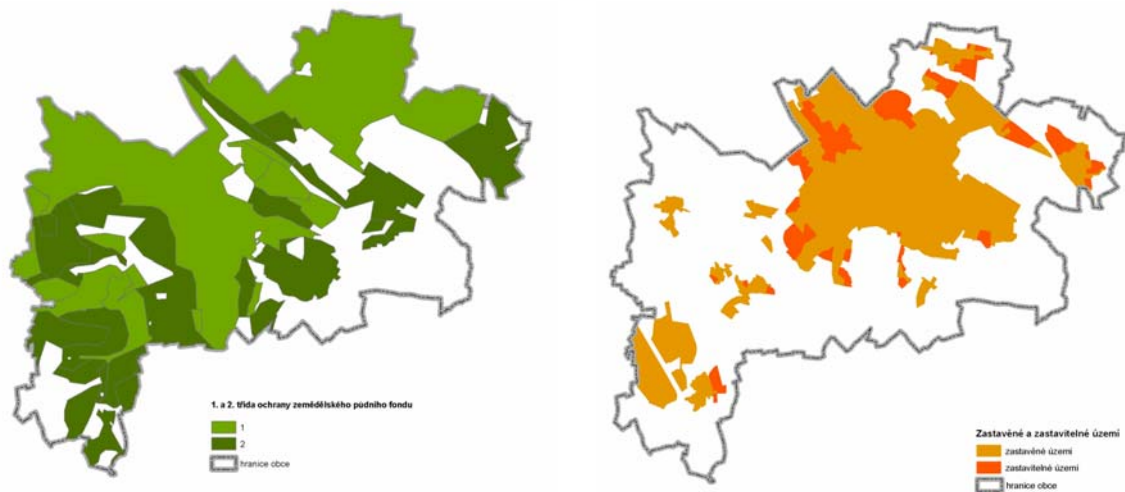 1. a 2. třída ochrany zemědělského půdního fondu
1
2
hranice obce
Zastavěné a zastavitelné území
zastavěné území
zastavitelné území
hranice obce